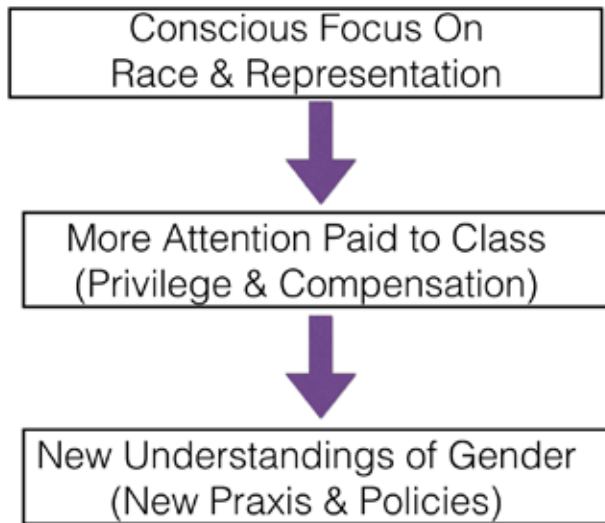 Conscious Focus On
Race & Representation
More Attention Paid to Class
(Privilege & Compensation)
New Understandings of Gender
(New Praxis & Policies)